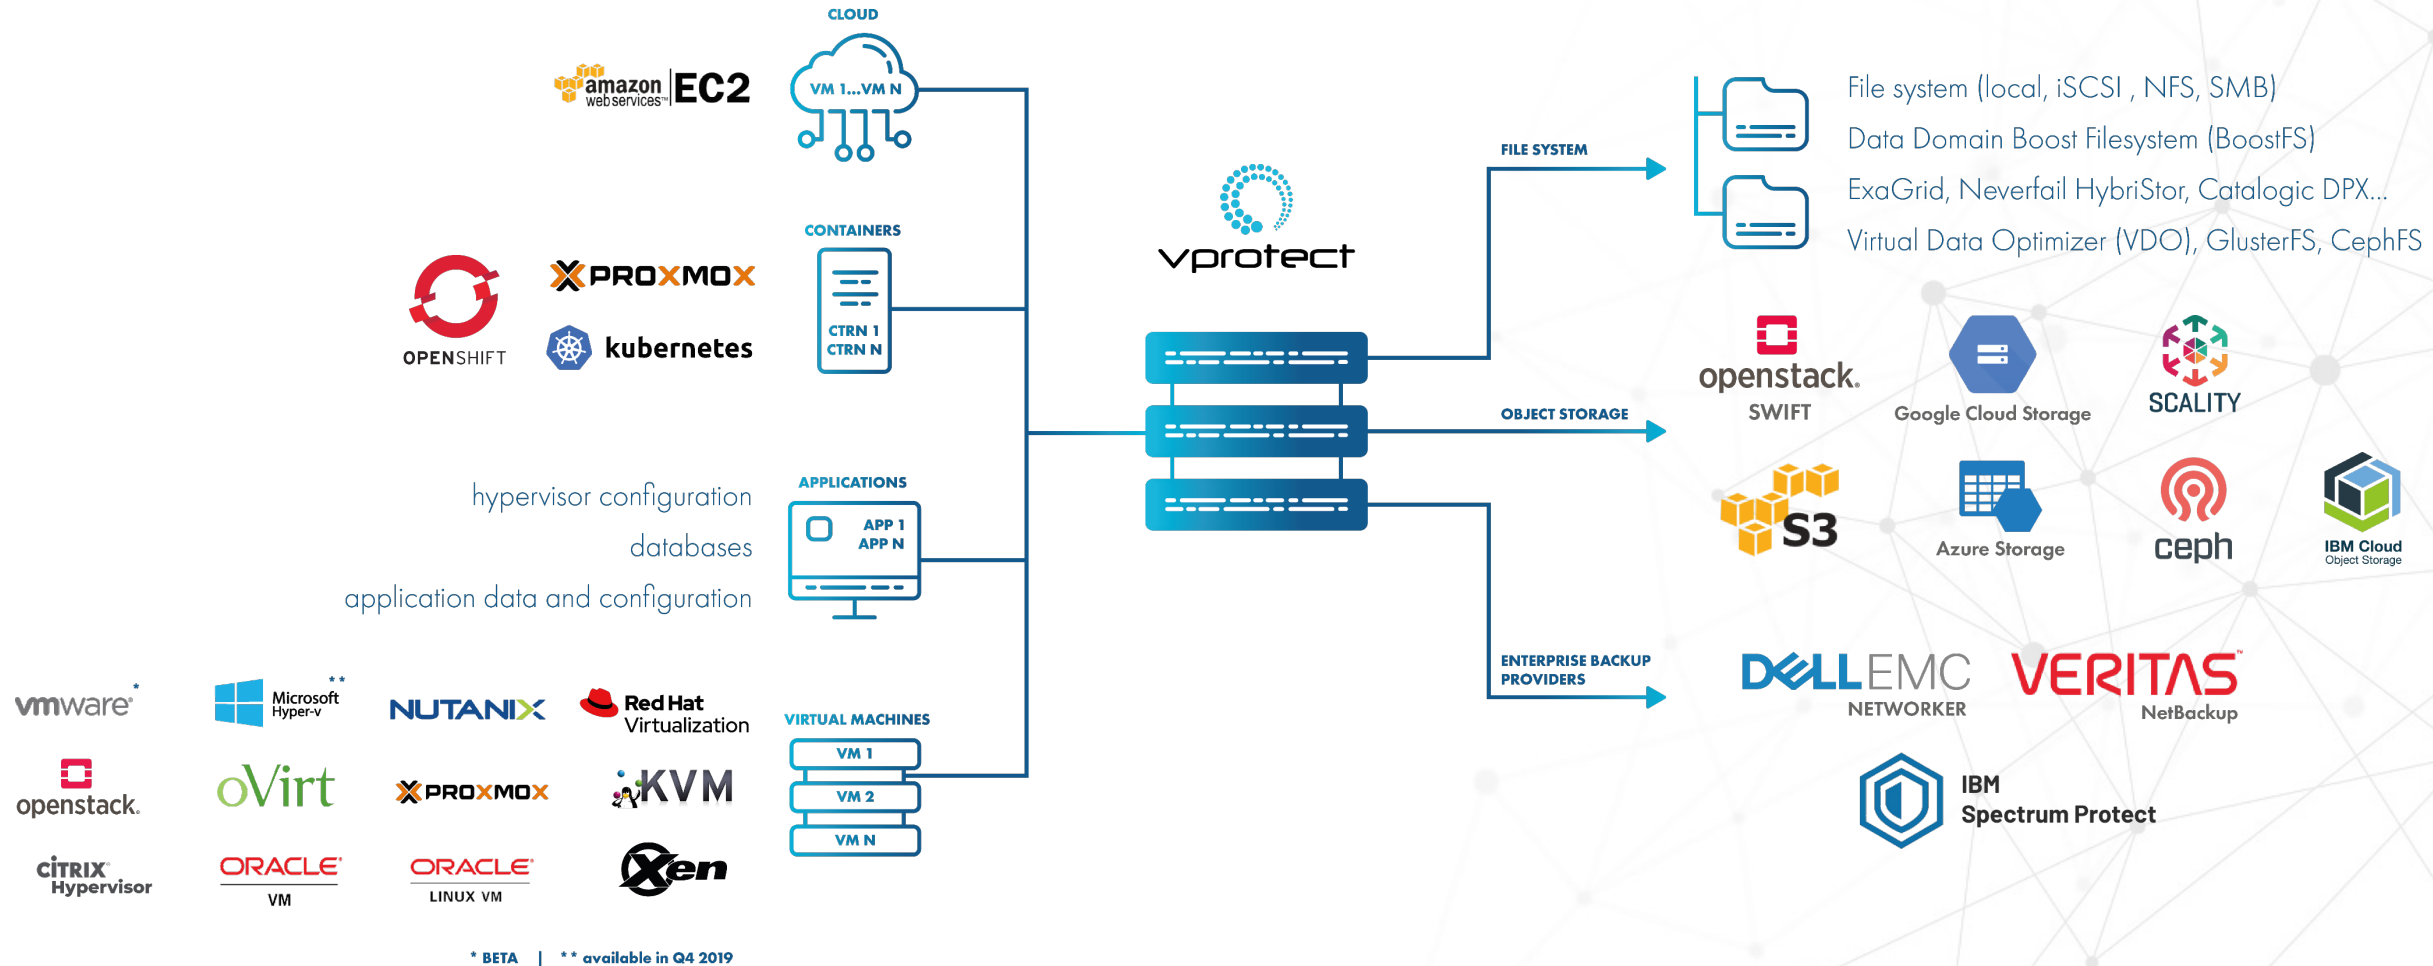 CLOUD
amazon
webservices™
EC2
VM 1...VM N
CONTAINERS
OPENSHIFT
PROXMOX
kubernetes
CTRN 1
CTRN N
APPLICATIONS
hypervisor configuration
databases
application data and configuration
APP 1
APP N
VIRTUAL MACHINES
VM 1
VM 2
VM N
vmware® *
Microsoft **
Hyper-v
NUTANIX
Red Hat
Virtualization
openstack.
oVirt
PROXMOX
KVM
CİTRIX
Hypervisor
ORACLE®
VM
ORACLE®
LINUX VM
Xen
* BETA | ** available in Q4 2019
vprotect
FILE SYSTEM
File system (local, iSCSI , NFS, SMB)
Data Domain Boost Filesystem (BoostFS)
ExaGrid, Neverfail HybriStor, Catalogic DPX...
Virtual Data Optimizer (VDO), GlusterFS, CephFS
OBJECT STORAGE
openstack.
SWIFT
Google Cloud Storage
SCALITY
S3
Azure Storage
ceph
IBM Cloud
Object Storage
ENTERPRISE BACKUP
PROVIDERS
DELLEMC
NETWORKER
VERITAS™
NetBackup
IBM
Spectrum Protect